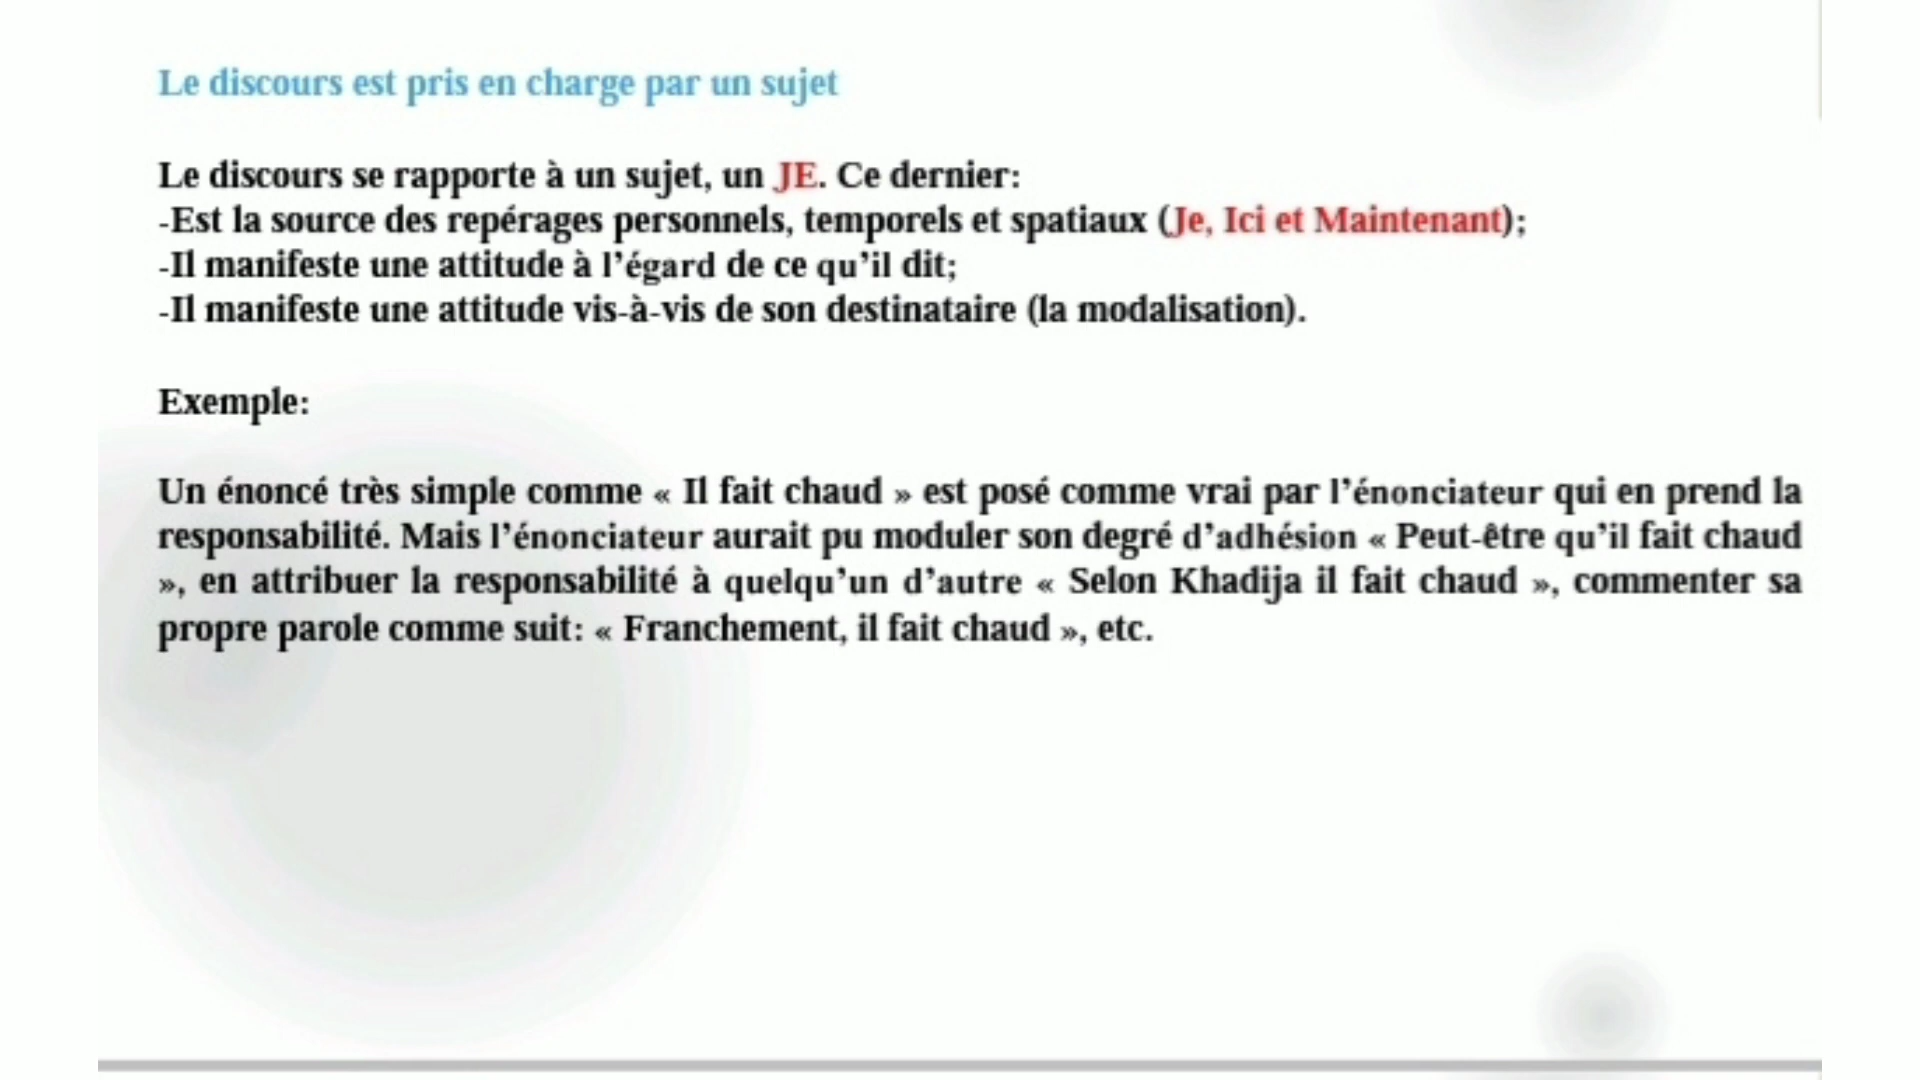 Le discours est pris en charge par un sujet
Le discours se rapporte à un sujet, un JE. Ce dernier:
-Est la source des repérages personnels, temporels et spatiaux (Je, Ici et Maintenant);
-Il manifeste une attitude à l’égard de ce qu’il dit;
-Il manifeste une attitude vis-à-vis de son destinataire (la modalisation).
Exemple:
Un énoncé très simple comme « Il fait chaud » est posé comme vrai par l’énonciateur qui en prend la
responsabilité. Mais l’énonciateur aurait pu moduler son degré d’adhésion « Peut-être qu’il fait chaud
», en attribuer la responsabilité à quelqu’un d’autre « Selon Khadija il fait chaud », commenter sa
propre parole comme suit: « Franchement, il fait chaud », etc.